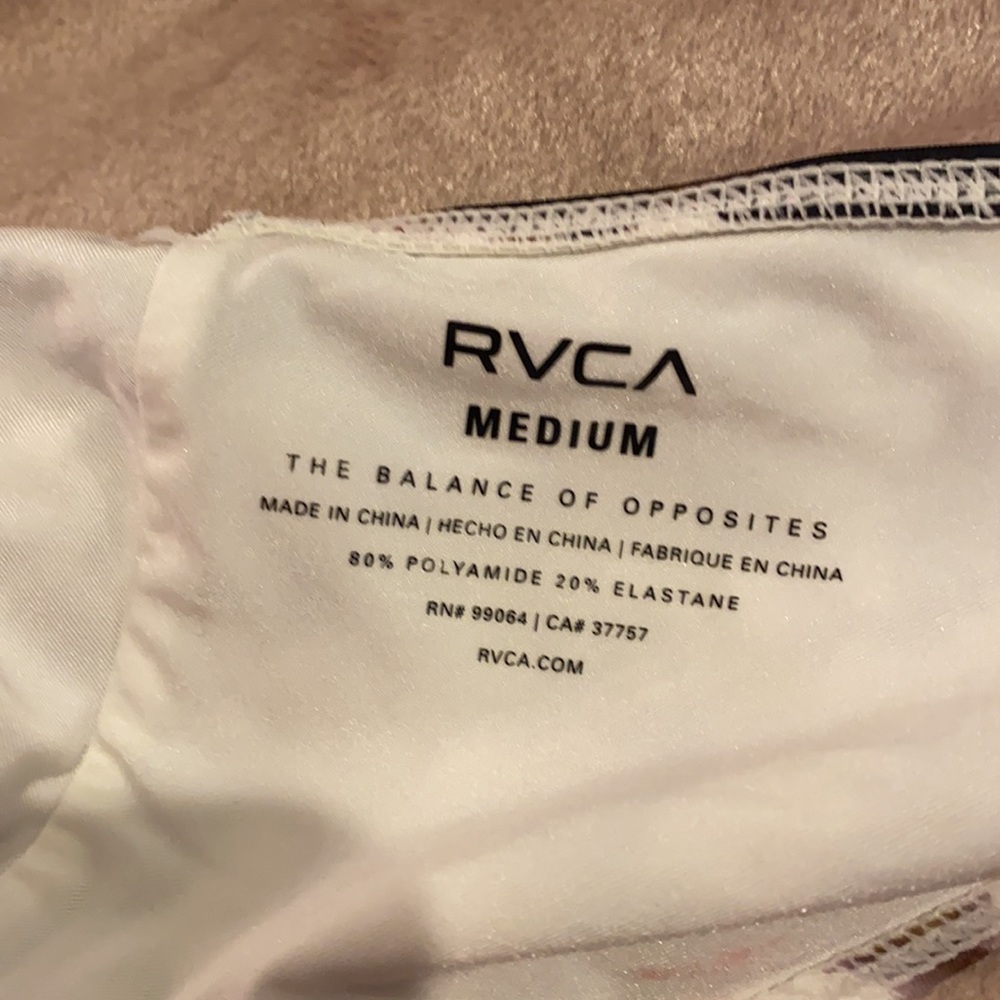 RVCA
MEDIUM
THE BALANCE OF OPPOSITES
MADE IN CHINA | HECHO EN CHINA | FABRIQUE EN CHINA
80% POLYAMIDE 20% ELASTANE
RN# 99064 | CA# 37757
RVCA.COM